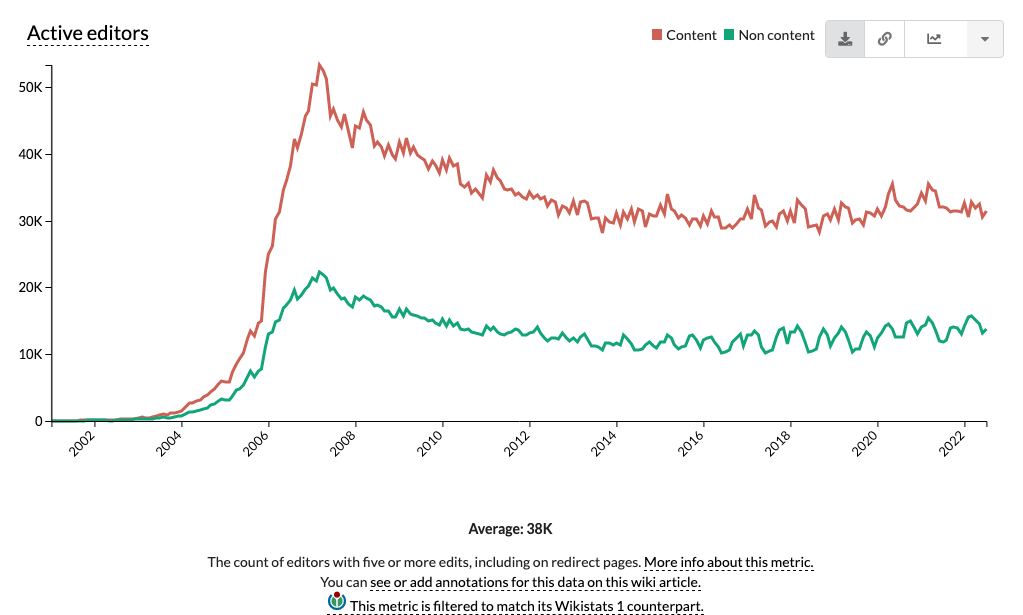 Active editors
Content Non content
50K
40K
30K
20K
10K
0
2002 2004 2006 2008 2010 2012 2014 2016 2018 2020 2022
Average: 38K
The count of editors with five or more edits, including on redirect pages. More info about this metric.
You can see or add annotations for this data on this wiki article.
This metric is filtered to match its Wikistats 1 counterpart.